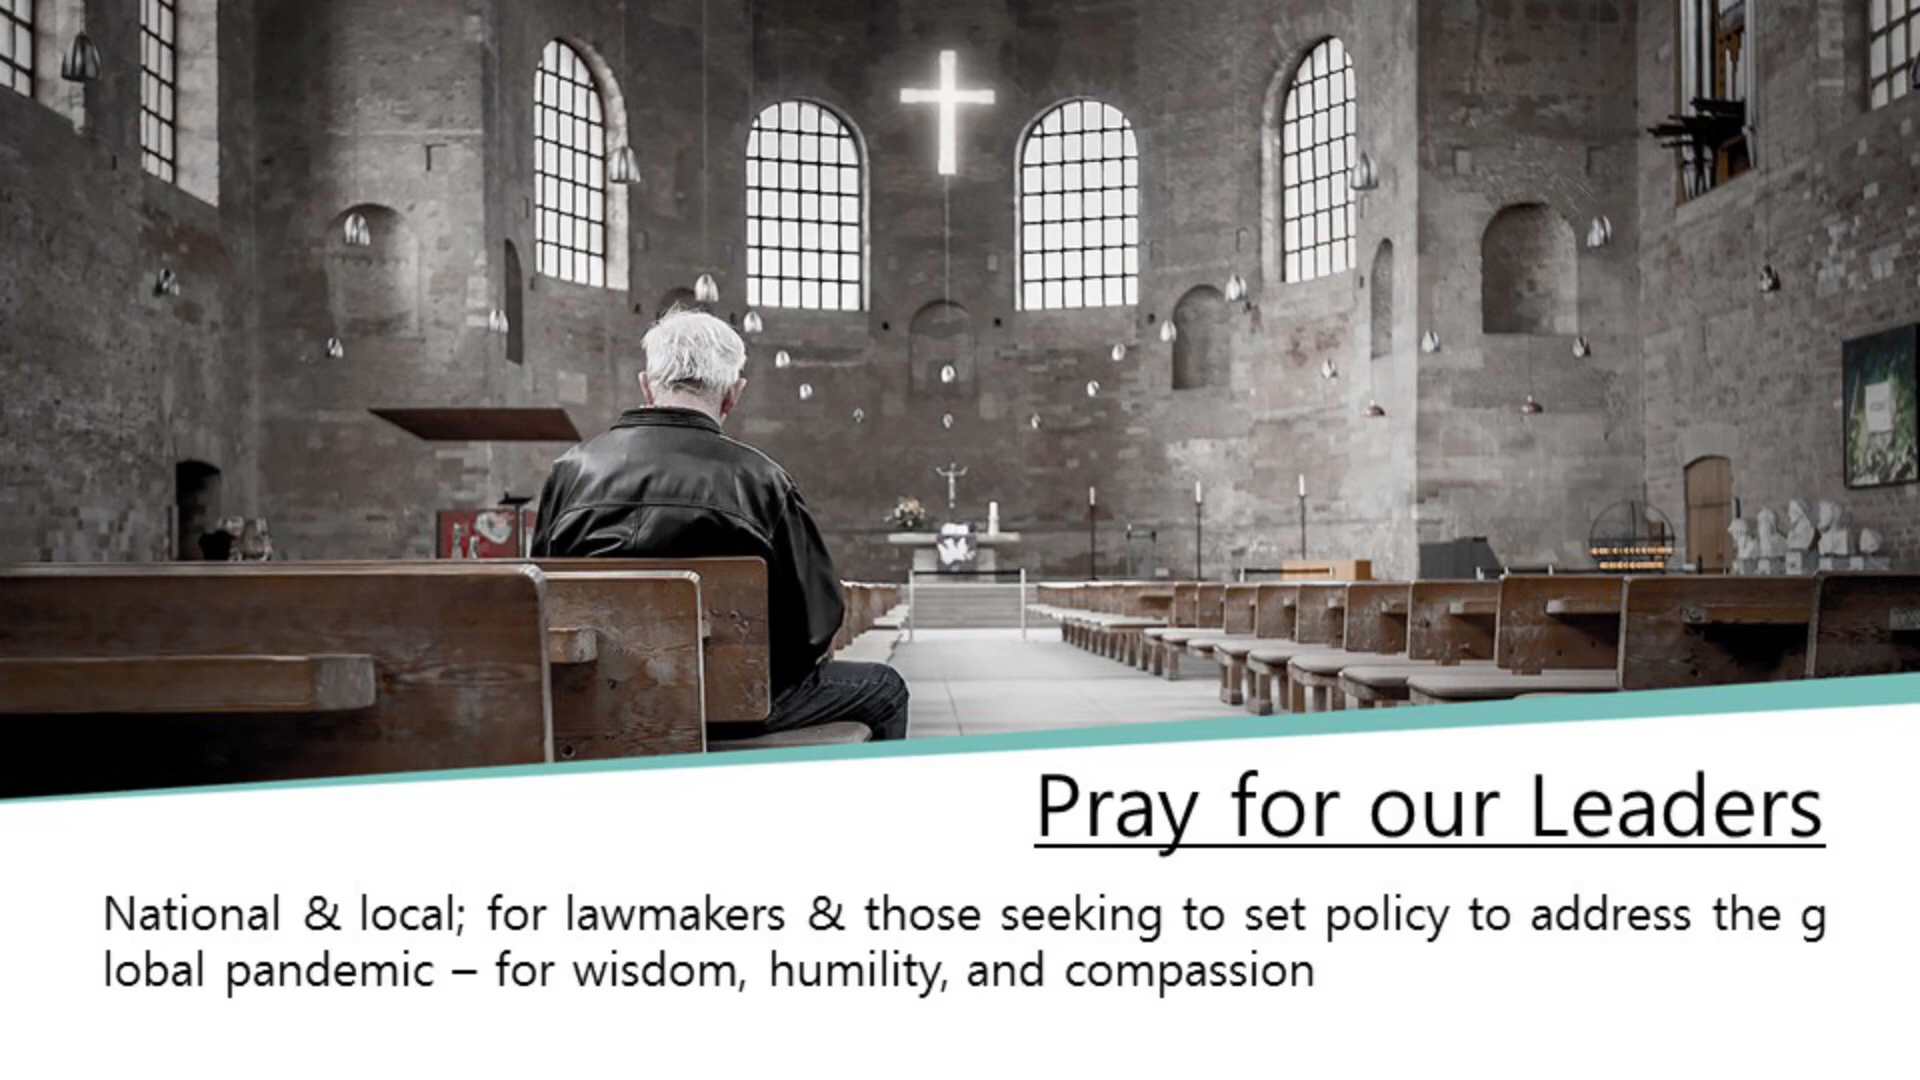 Pray for our Leaders
National & local; for lawmakers & those seeking to set policy to address the g
lobal pandemic – for wisdom, humility, and compassion